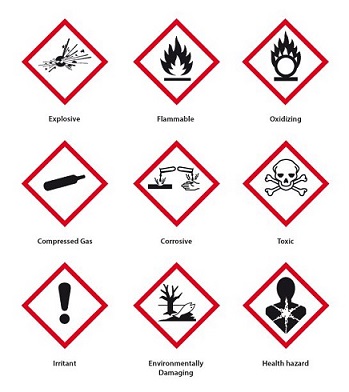 Explosive
Flammable
Oxidizing
Compressed Gas
Corrosive
Toxic
Irritant
Environmentally
Damaging
Health hazard